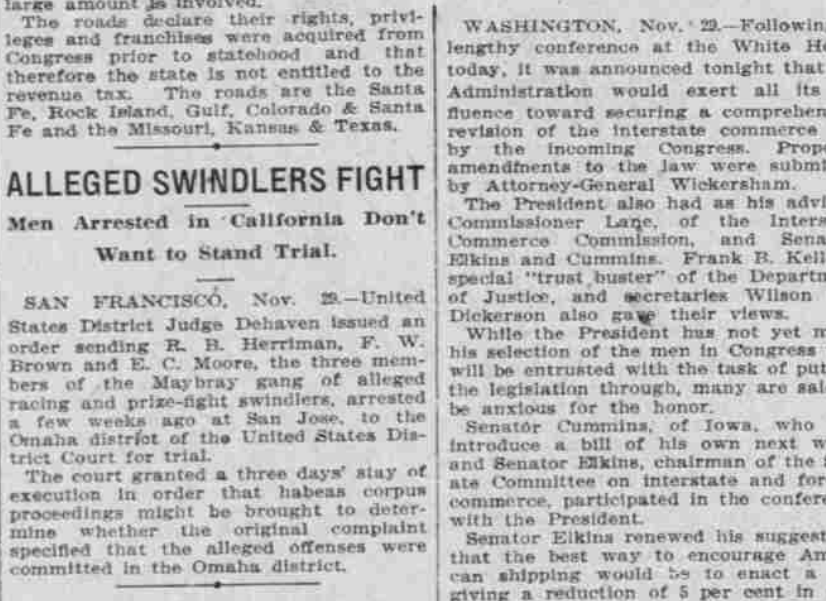 large amount is involved.
The roads declare their rights, privi-
leges and franchises were acquired from
Congress prior to statehood and that
therefore the state is not entitled to the
revenue tax. The roads are the Santa
Fe, Rock Island, Gulf, Colorado & Santa
Fe and the Missouri, Kansas & Texas.
ALLEGED SWINDLERS FIGHT
Men Arrested in California Don't
Want to Stand Trial.
SAN FRANCISCO, Nov. 29.—United
States District Judge Dehaven issued an
order sending R. B. Herriman, F. W.
Brown and E. C. Moore, the three mem-
bers of the Maybray gang of alleged
racing and prize-fight swindlers, arrested
a few weeks ago at San Jose, to the
Omaha district of the United States Dis-
trict Court for trial.
The court granted a three days' stay of
execution in order that habeas corpus
proceedings might be brought to deter-
mine whether the original complaint
specified that the alleged offenses were
committed in the Omaha district.
WASHINGTON, Nov. 29.—Followin
lengthy conference at the White Ho
today, it was announced tonight that
Administration would exert all its
fluence toward securing a comprehen
revision of the interstate commerce
by the incoming Congress. Propo
amendments to the law were submit
by Attorney-General Wickersham.
The President also had as his advi
Commissioner Lane, of the Inters
Commerce Commission, and Sena
Elkins and Cummins. Frank B. Kell
special "trust buster" of the Departm
of Justice, and secretaries Wilson
Dickerson also gave their views.
While the President has not yet m
his selection of the men in Congress
will be entrusted with the task of put
the legislation through, many are sai
be anxious for the honor.
Senator Cummins, of Iowa, who
introduce a bill of his own next w
and Senator Elkins, chairman of the
ate Committee on interstate and for
commerce, participated in the confere
with the President.
Senator Elkins renewed his suggest
that the best way to encourage Am
can shipping would be to enact a
giving a reduction of 5 per cent in